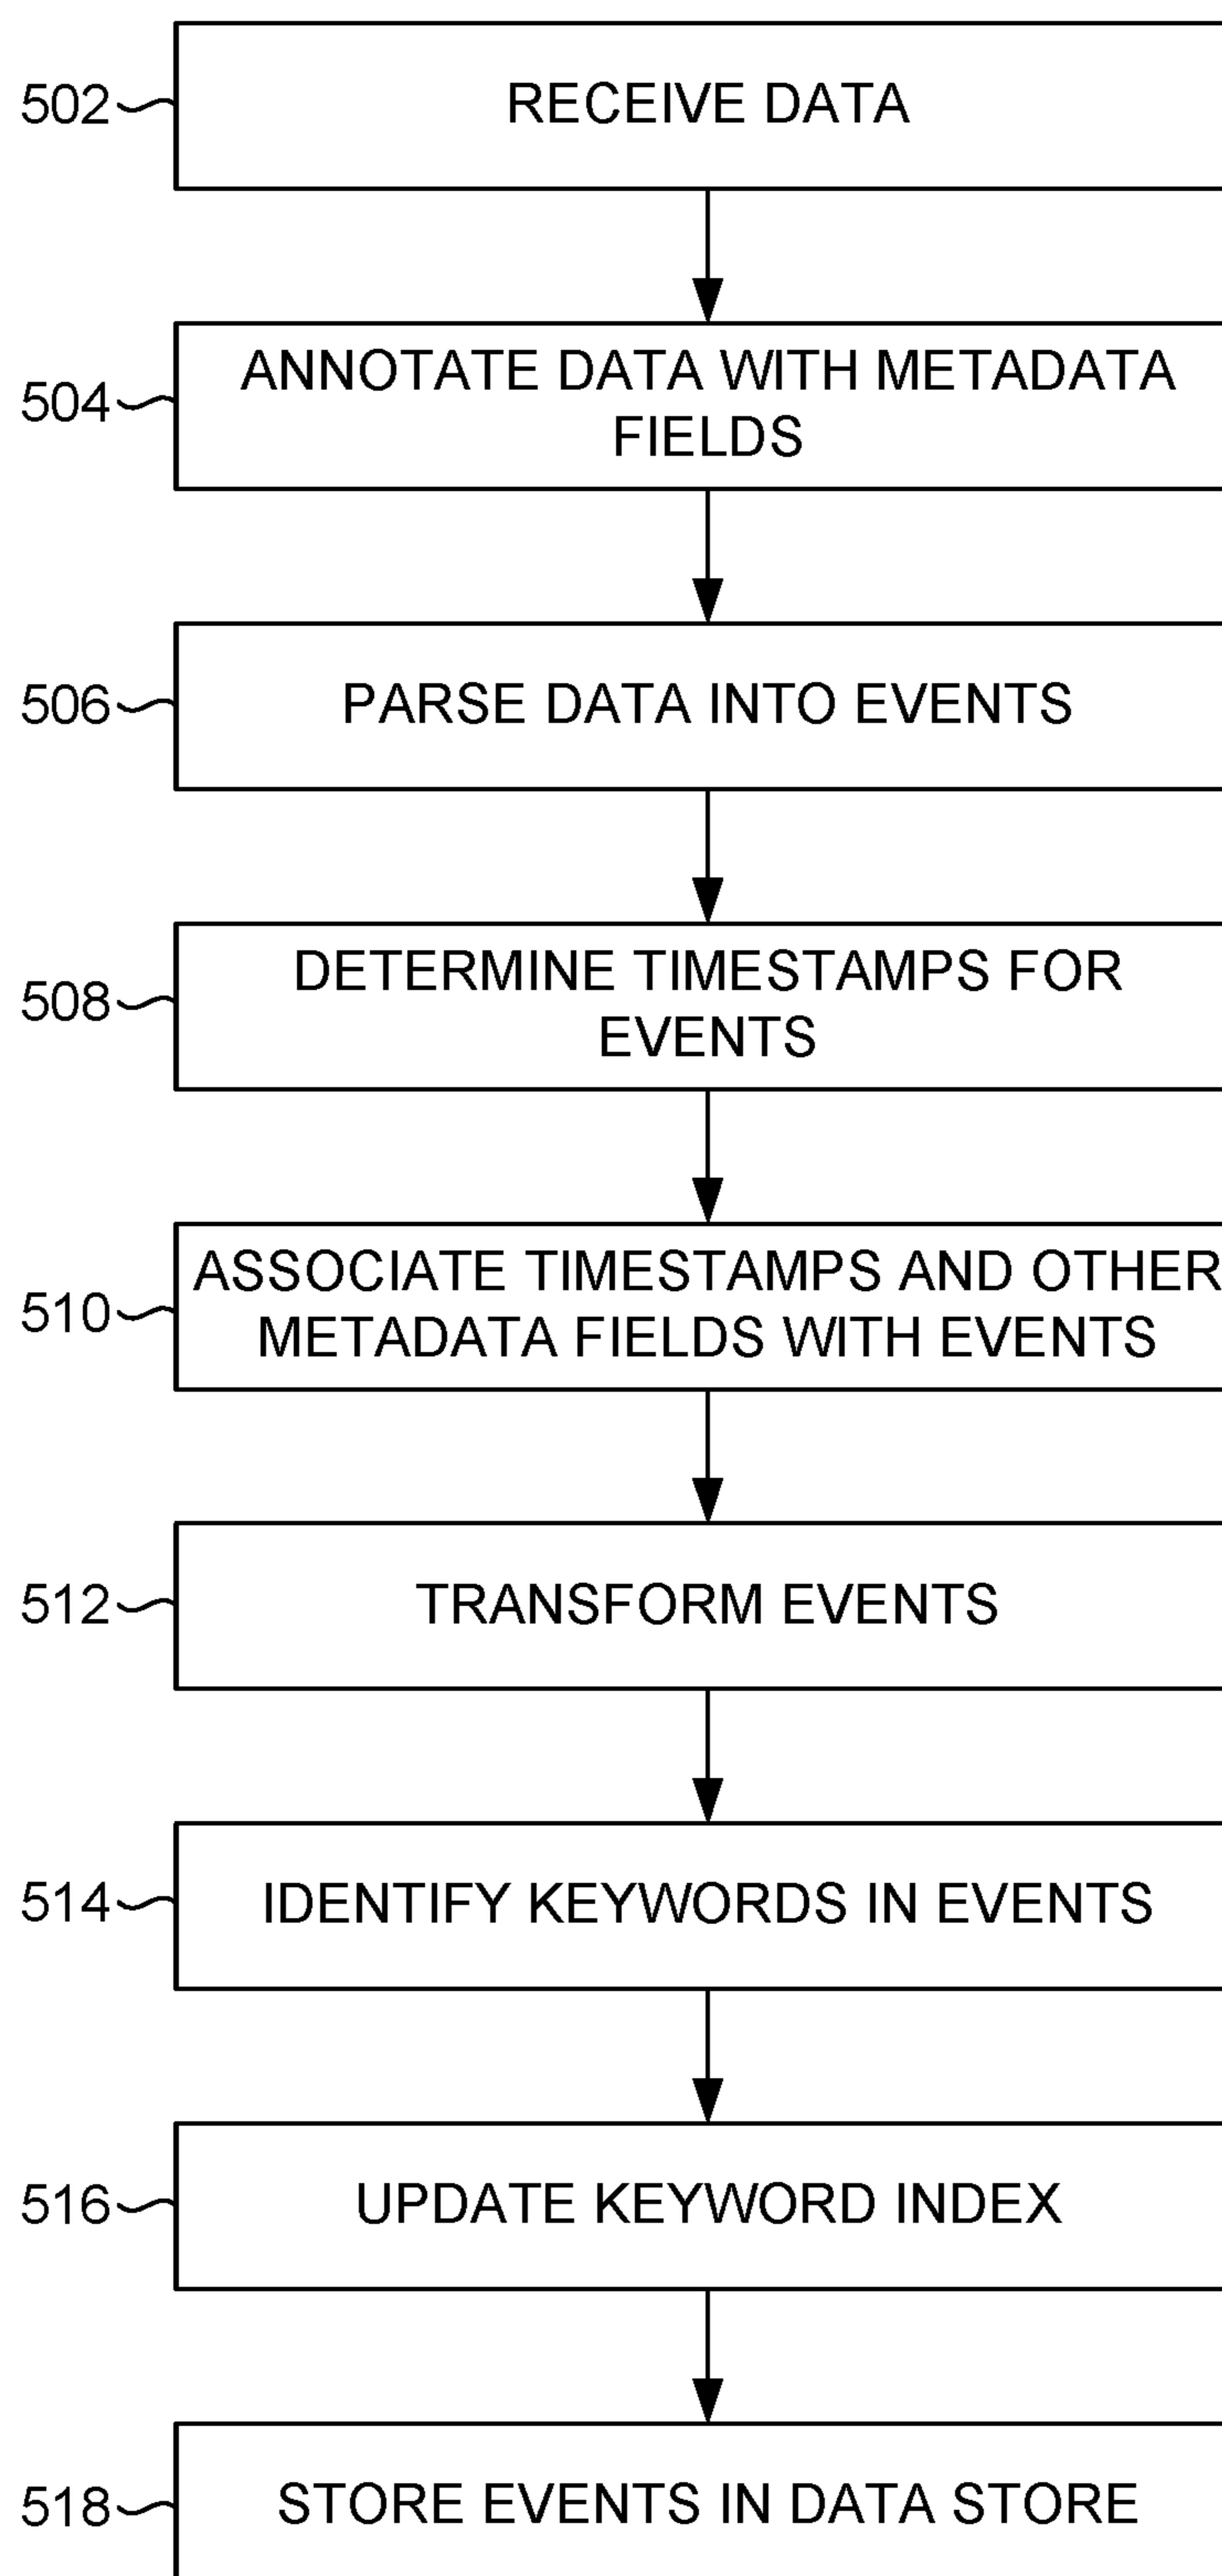 502
RECEIVE DATA
504
ANNOTATE DATA WITH METADATA
FIELDS
506
PARSE DATA INTO EVENTS
508
DETERMINE TIMESTAMPS FOR
EVENTS
510
ASSOCIATE TIMESTAMPS AND OTHER
METADATA FIELDS WITH EVENTS
512
TRANSFORM EVENTS
514
IDENTIFY KEYWORDS IN EVENTS
516
UPDATE KEYWORD INDEX
518
STORE EVENTS IN DATA STORE